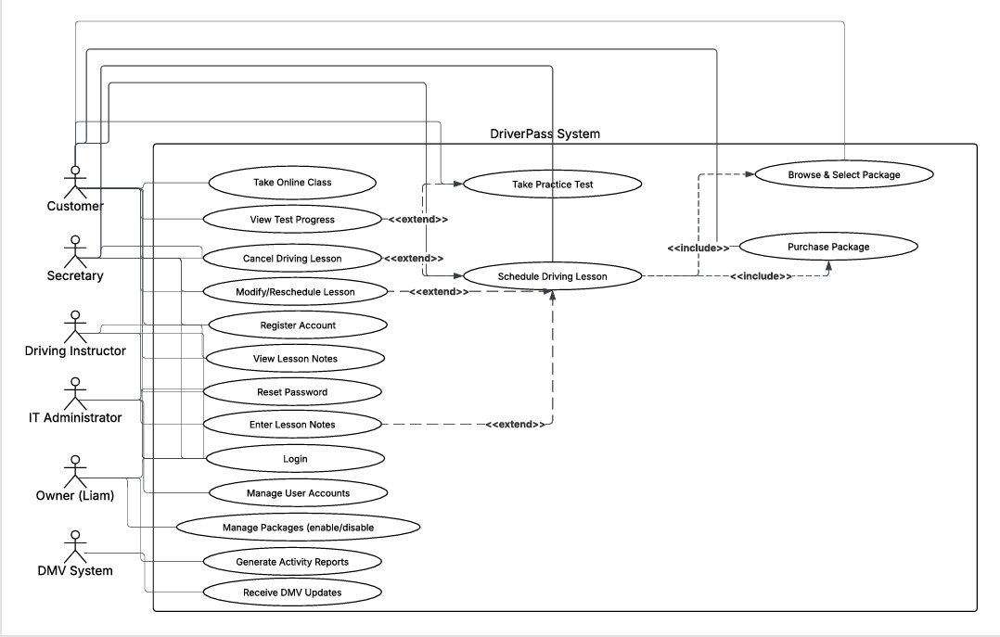 DriverPass System
Customer
Secretary
Driving Instructor
IT Administrator
Owner (Liam)
DMV System
Take Online Class
View Test Progress
<<extend>>
Cancel Driving Lesson
<<extend>>
Modify/Reschedule Lesson
<<extend>>
Register Account
View Lesson Notes
Reset Password
Enter Lesson Notes
<<extend>>
Login
Manage User Accounts
Manage Packages (enable/disable
Generate Activity Reports
Receive DMV Updates
Take Practice Test
Schedule Driving Lesson
Browse & Select Package
<<include>>
Purchase Package
<<include>>